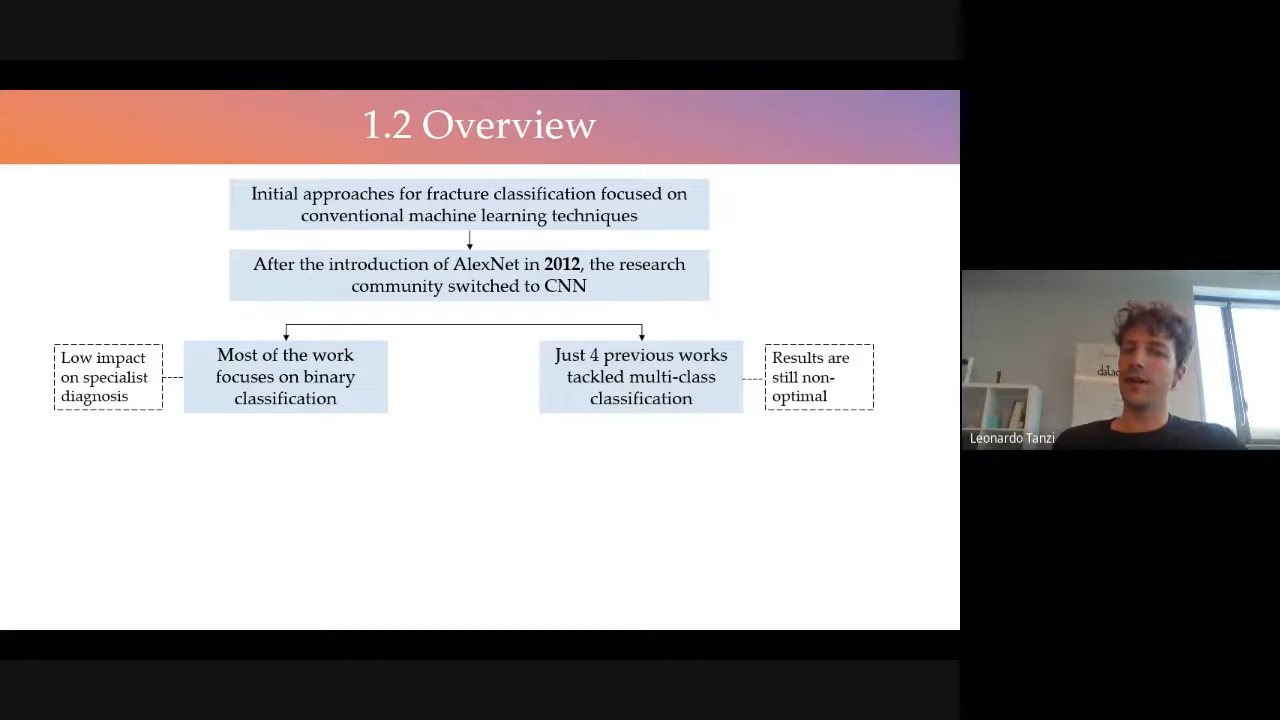 1.2 Overview
Initial approaches for fracture classification focused on
conventional machine learning techniques
After the introduction of AlexNet in 2012, the research
community switched to CNN
Low impact
on specialist
diagnosis
Most of the work
focuses on binary
classification
Just 4 previous works
tackled multi-class
classification
Results are
still non-
optimal
Leonardo Tanzi